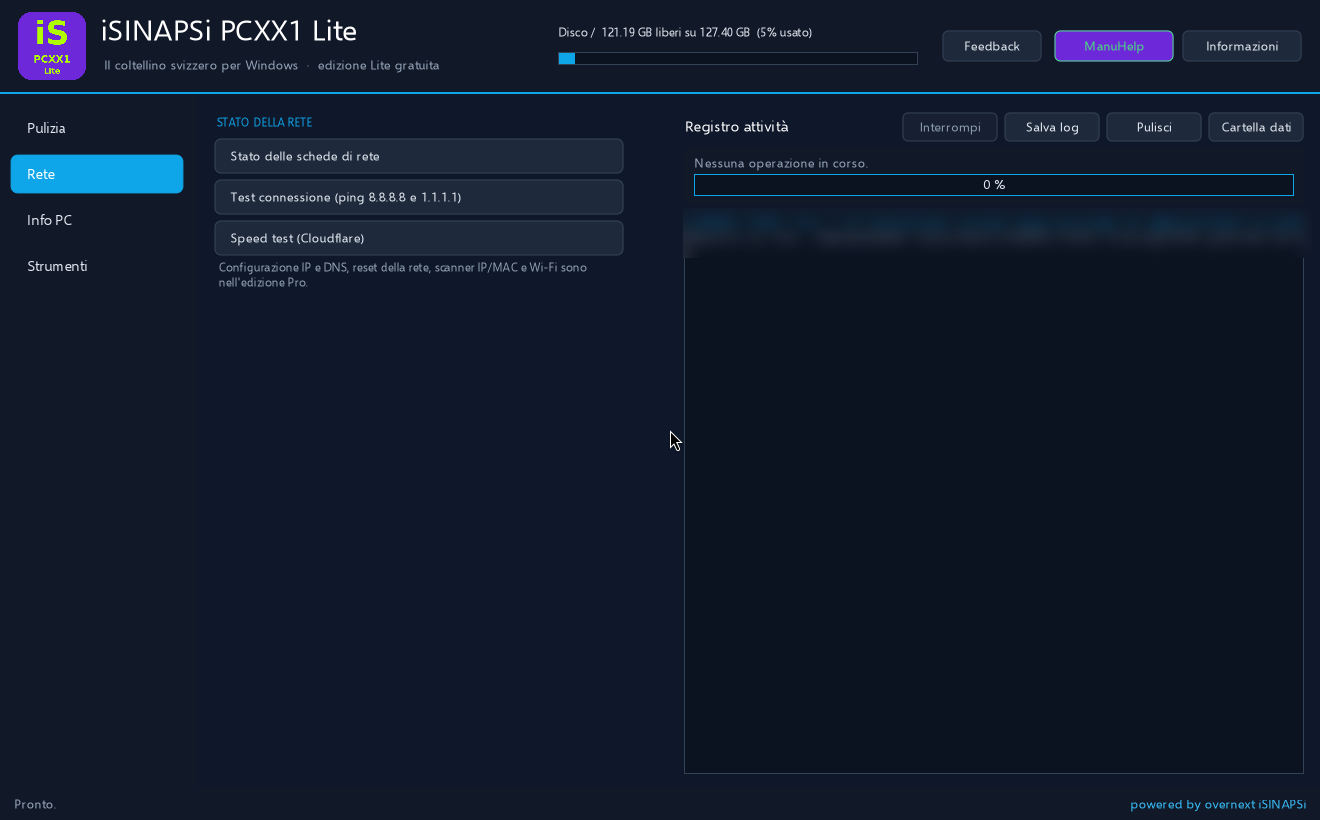 iS
PCXX1
Lite
iSINAPSi PCXX1 Lite
Il coltellino svizzero per Windows · edizione Lite gratuita
Disco / 121.19 GB liberi su 127.40 GB (5% usato)
Feedback
ManuHelp
Informazioni
Pulizia
Rete
Info PC
Strumenti
STATO DELLA RETE
Stato delle schede di rete
Test connessione (ping 8.8.8.8 e 1.1.1.1)
Speed test (Cloudflare)
Configurazione IP e DNS, reset della rete, scanner IP/MAC e Wi-Fi sono
nell'edizione Pro.
Registro attività
Interrompi
Salva log
Pulisci
Cartella dati
Nessuna operazione in corso.
0 %
Pronto.
powered by overnext iSINAPSi